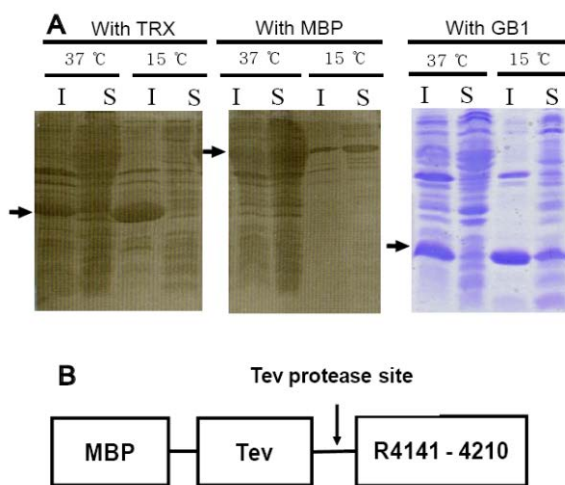 A
With TRX With MBP With GB1
37 ℃ 15 ℃ 37 ℃ 15 ℃ 37 ℃ 15 ℃
I S I S I S I S I S I S
B
Tev protease site
MBP Tev R4141 - 4210